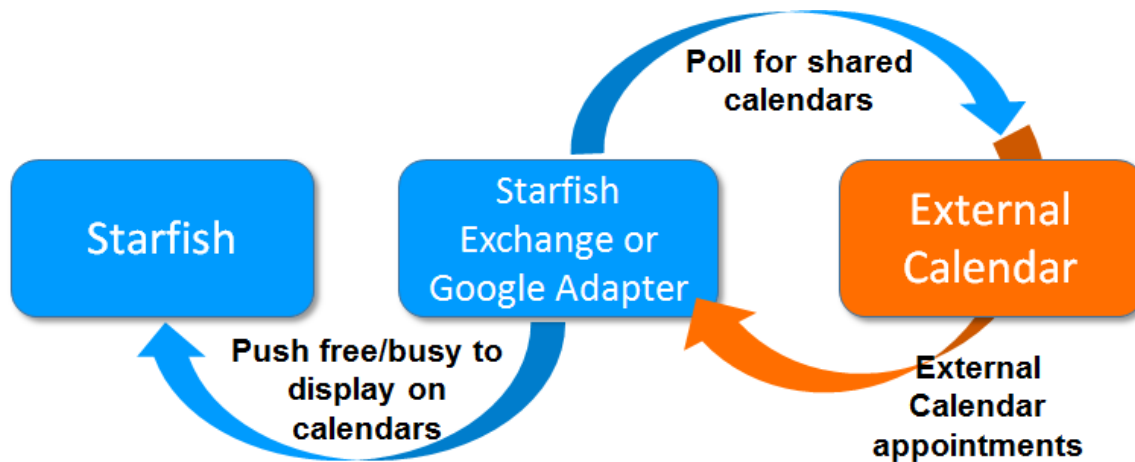 Poll for shared
calendars
Starfish
Starfish
Exchange or
Google Adapter
External
Calendar
Push free/busy to
display on
calendars
External
Calendar
appointments